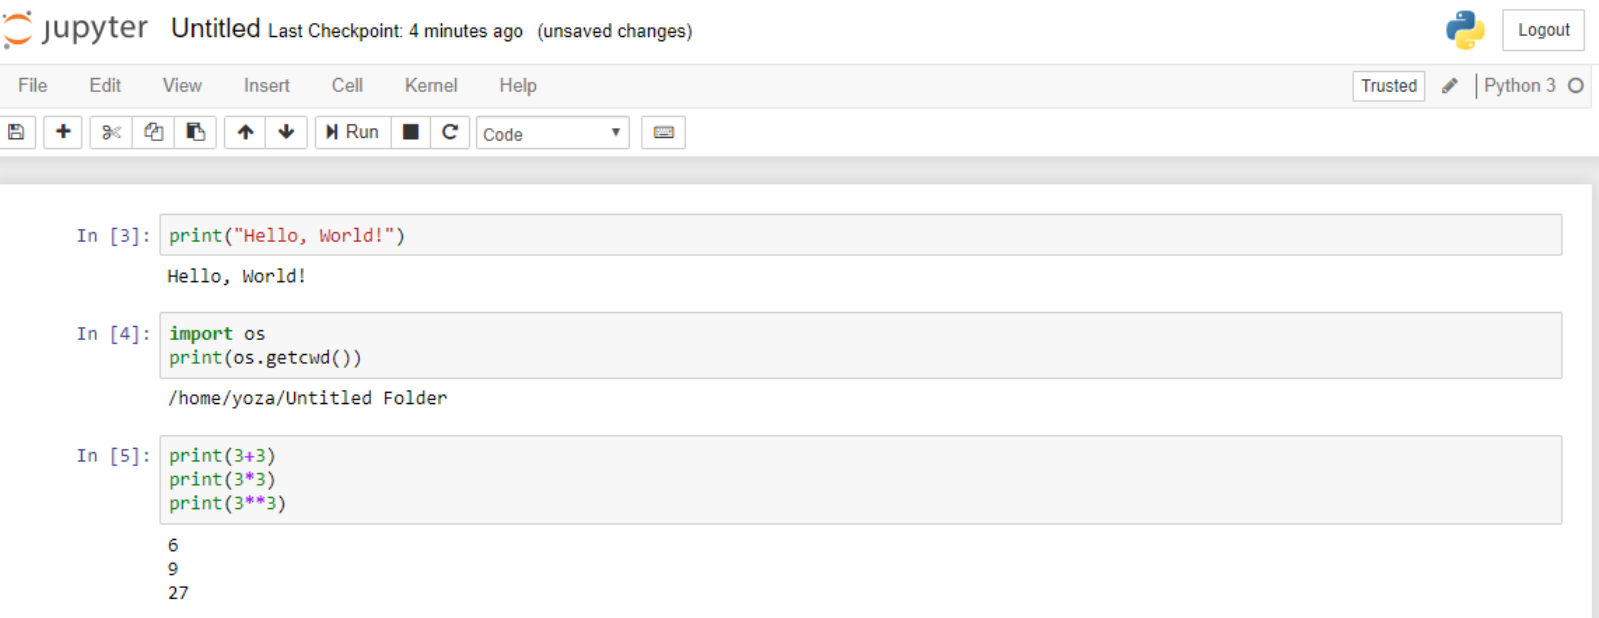 jupyter Untitled Last Checkpoint: 4 minutes ago (unsaved changes) Logout
File Edit View Insert Cell Kernel Help Trusted Python 3
Run Code
In [3]: print("Hello, World!")
Hello, World!
In [4]: import os
print(os.getcwd())
/home/yoza/Untitled Folder
In [5]: print(3+3)
print(3*3)
print(3**3)
6
9
27